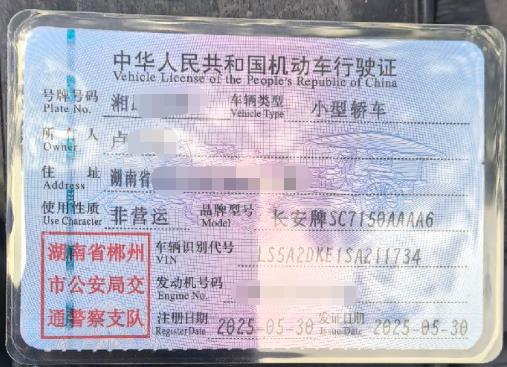 中华人民共和国机动车行驶证
Vehicle License of the People's Republic of China
号牌号码 湘 车辆类型 小型轿车
Plate No. Vehicle Type
所有人 卢
Owner
住址 湖南省
Address
使用性质 非营运 品牌型号 长安牌SC7150AAAA6
Use Character Model
湖南省郴州 车辆识别代号 LS5A2DKE1SA211734
VIN
市公安局交 发动机号码
Engine No.
通警察支队 注册日期 2025-05-30 发证日期 2025-05-30
Register Date Issue Date